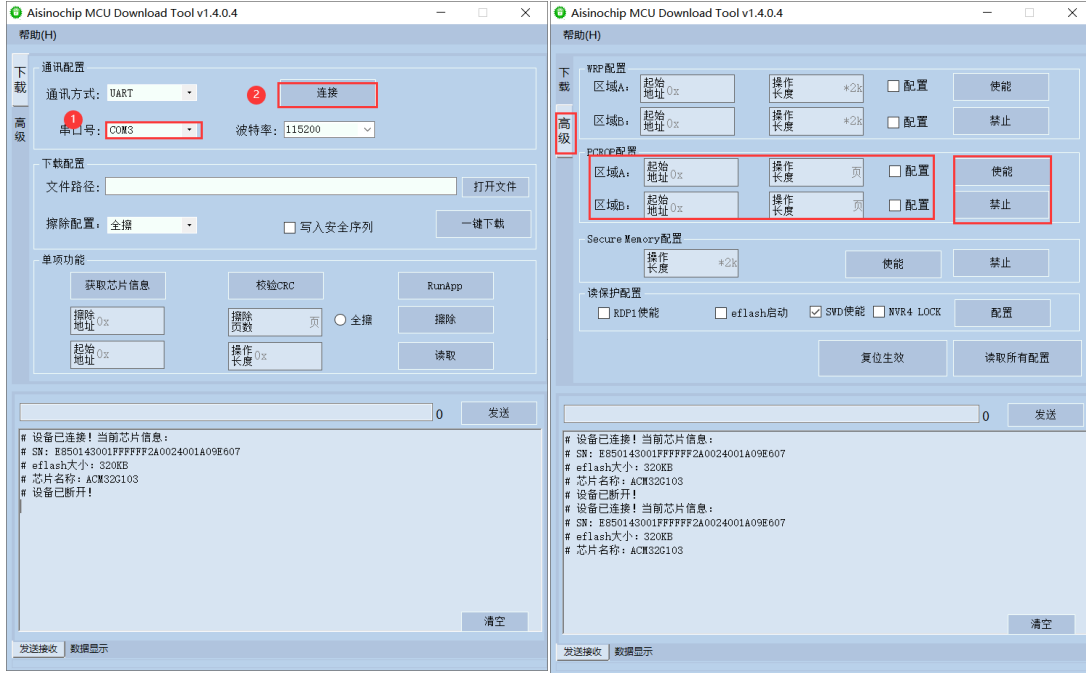 Aisinochip MCU Download Tool v1.4.0.4
帮助(H)
下载
高级
通讯配置
通讯方式: UART
2
连接
1
串口号: COM3
波特率: 115200
下载配置
文件路径:
打开文件
擦除配置: 全擦
写入安全序列
一键下载
单项功能
获取芯片信息
校验CRC
RunApp
擦除地址 0x
擦除页数 页
全擦
擦除
起始地址 0x
操作长度 0x
读取
0
发送
# 设备已连接! 当前芯片信息:
# SN: E850143001FFFFFF2A0024001A09E607
# eflash大小: 320KB
# 芯片名称: ACM32G103
# 设备已断开!
清空
发送接收 数据显示
Aisinochip MCU Download Tool v1.4.0.4
帮助(H)
下载
高级
WRP配置
区域A: 起始地址 0x 操作长度 *2k 配置 使能
区域B: 起始地址 0x 操作长度 *2k 配置 禁止
PCROP配置
区域A: 起始地址 0x 操作长度 页 配置 使能
区域B: 起始地址 0x 操作长度 页 配置 禁止
Secure Memory配置
操作长度 *2k 使能 禁止
读保护配置
RDP1使能 eflash启动 SWD使能 NVR4 LOCK 配置
复位生效 读取所有配置
0
发送
# 设备已连接! 当前芯片信息:
# SN: E850143001FFFFFF2A0024001A09E607
# eflash大小: 320KB
# 芯片名称: ACM32G103
# 设备已断开!
# 设备已连接! 当前芯片信息:
# SN: E850143001FFFFFF2A0024001A09E607
# eflash大小: 320KB
# 芯片名称: ACM32G103
清空
发送接收 数据显示